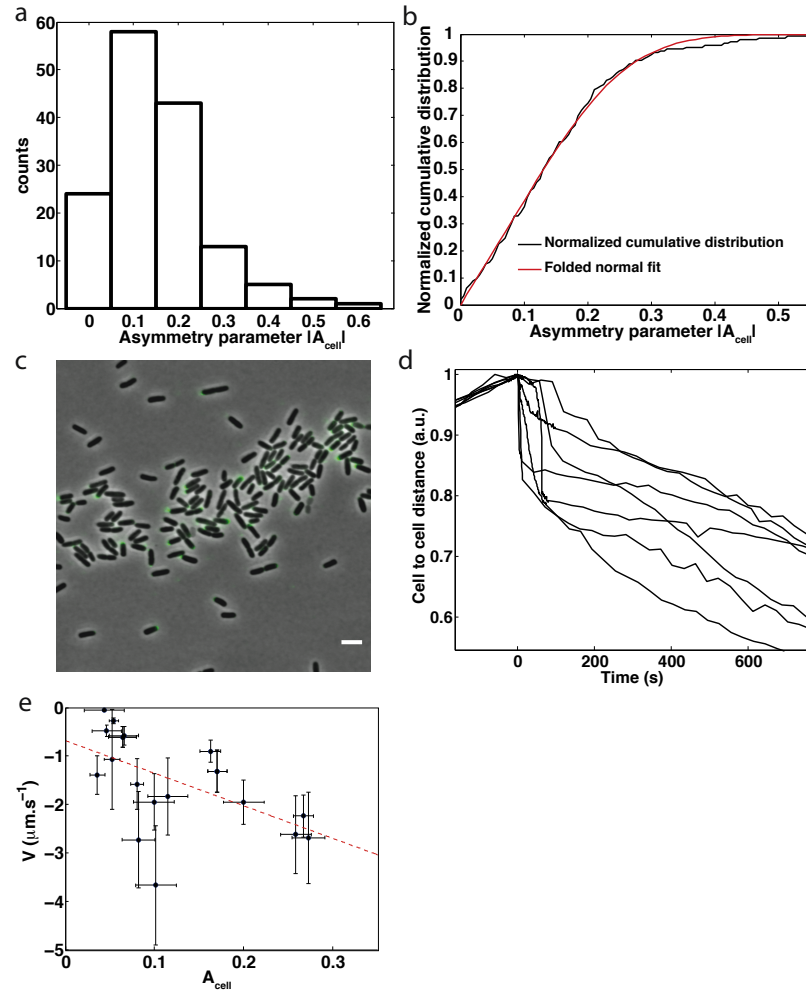 a
counts
60
50
40
30
20
10
0
0 0.1 0.2 0.3 0.4 0.5 0.6
Asymmetry parameter |A_cell|
b
Normalized cumulative distribution
1
0.9
0.8
0.7
0.6
0.5
0.4
0.3
0.2
0.1
0
Normalized cumulative distribution
Folded normal fit
0 0.1 0.2 0.3 0.4 0.5
Asymmetry parameter |A_cell|
c
d
Cell to cell distance (a.u.)
1
0.9
0.8
0.7
0.6
0 200 400 600
Time (s)
e
V (μm.s⁻¹)
0
−1
−2
−3
−4
−5
0 0.1 0.2 0.3
A_cell